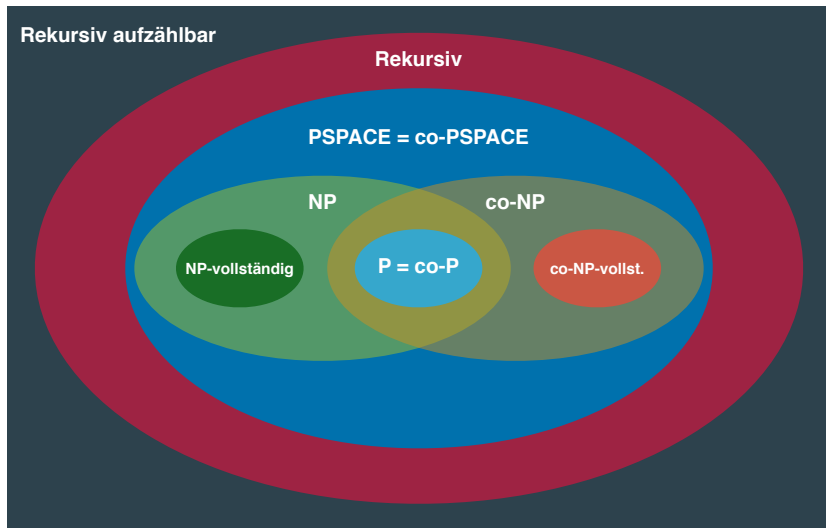 Rekursiv aufzählbar
Rekursiv
PSPACE = co-PSPACE
NP
co-NP
NP-vollständig
P = co-P
co-NP-vollst.